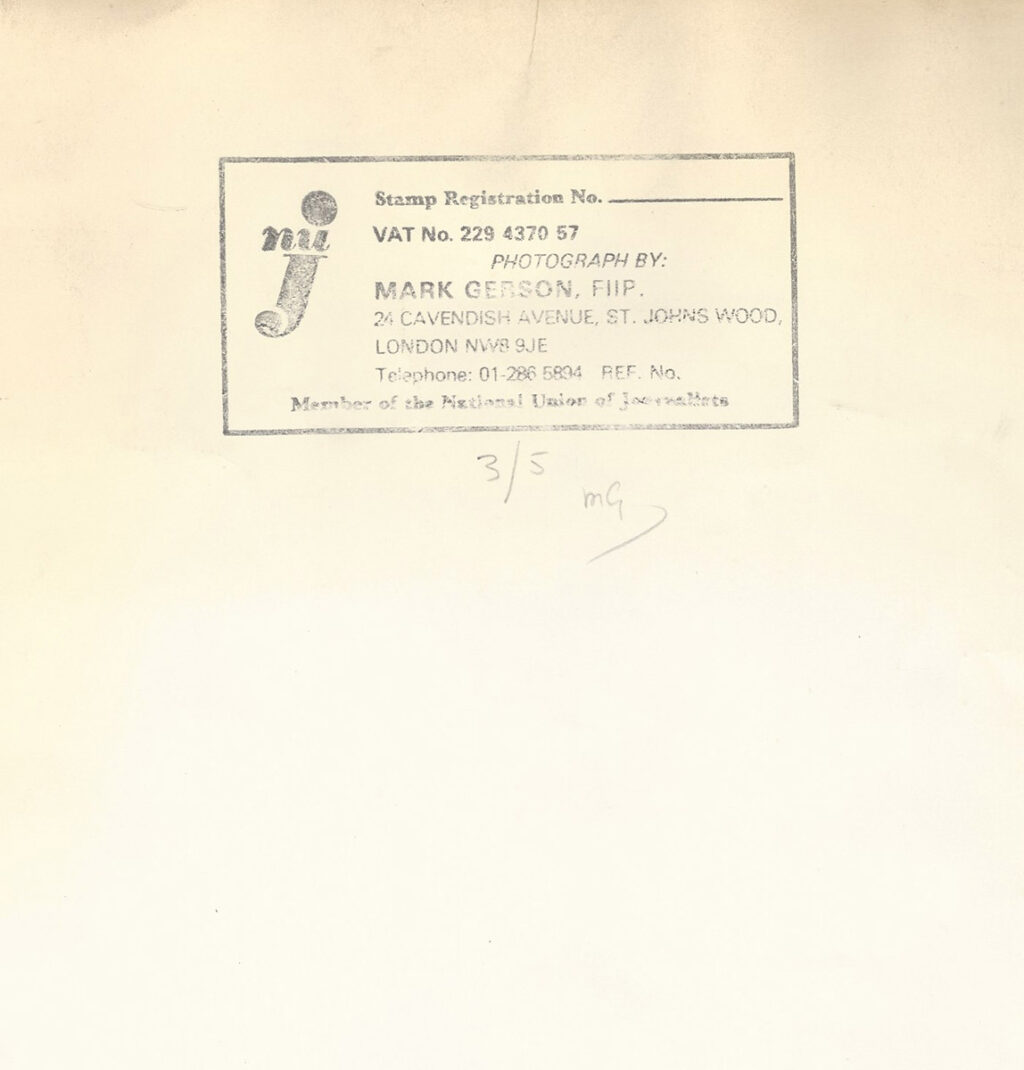 nuj
Stamp Registration No.
VAT No. 229 4370 57
PHOTOGRAPH BY:
MARK GERSON, FIIP.
24 CAVENDISH AVENUE, ST. JOHNS WOOD,
LONDON NW8 9JE
Telephone: 01-286 5894 REF. No.
Member of the National Union of Journalists
3/5
mG